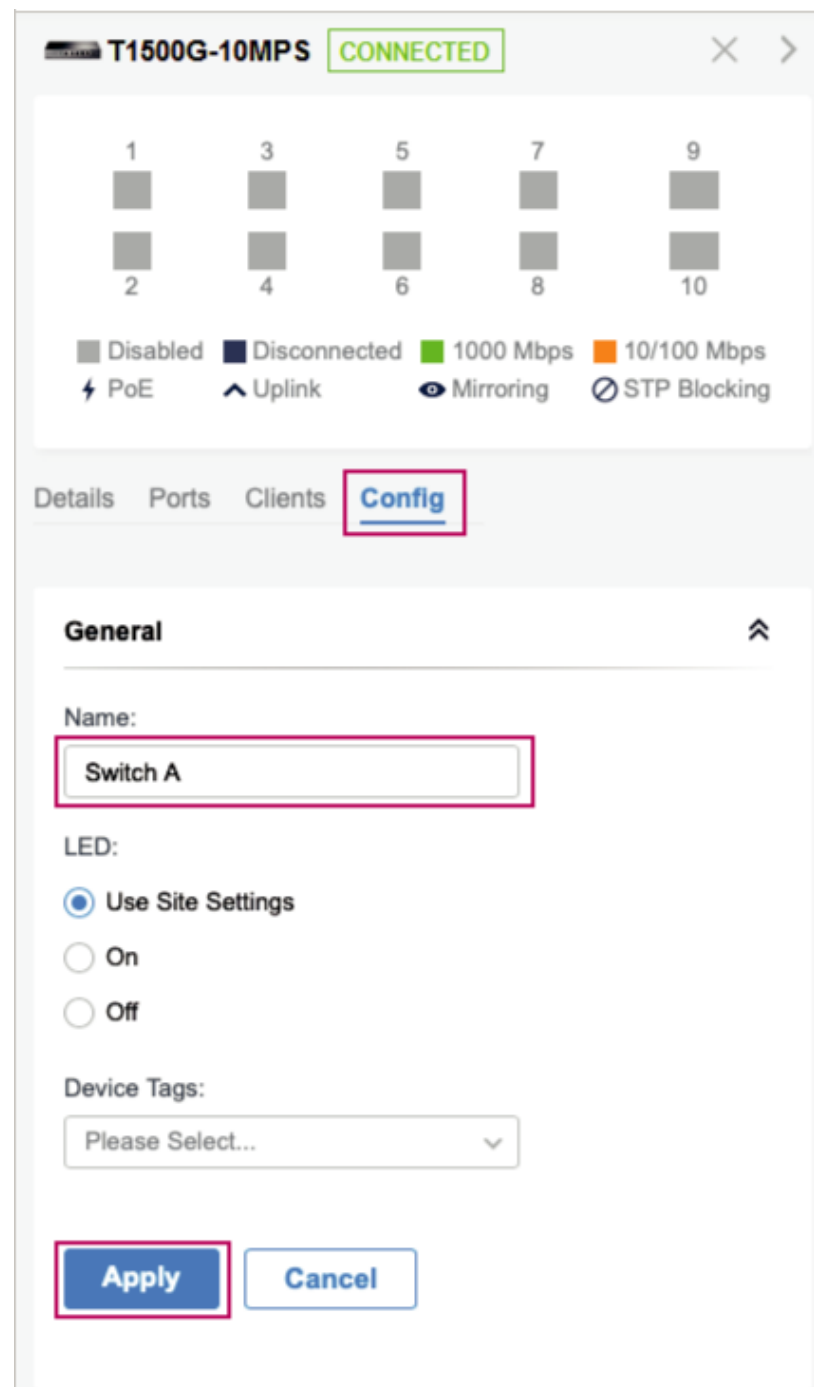 T1500G-10MPS CONNECTED
1 3 5 7 9
2 4 6 8 10
Disabled Disconnected 1000 Mbps 10/100 Mbps
PoE Uplink Mirroring STP Blocking
Details Ports Clients Config
General
Name:
Switch A
LED:
Use Site Settings
On
Off
Device Tags:
Please Select...
Apply Cancel